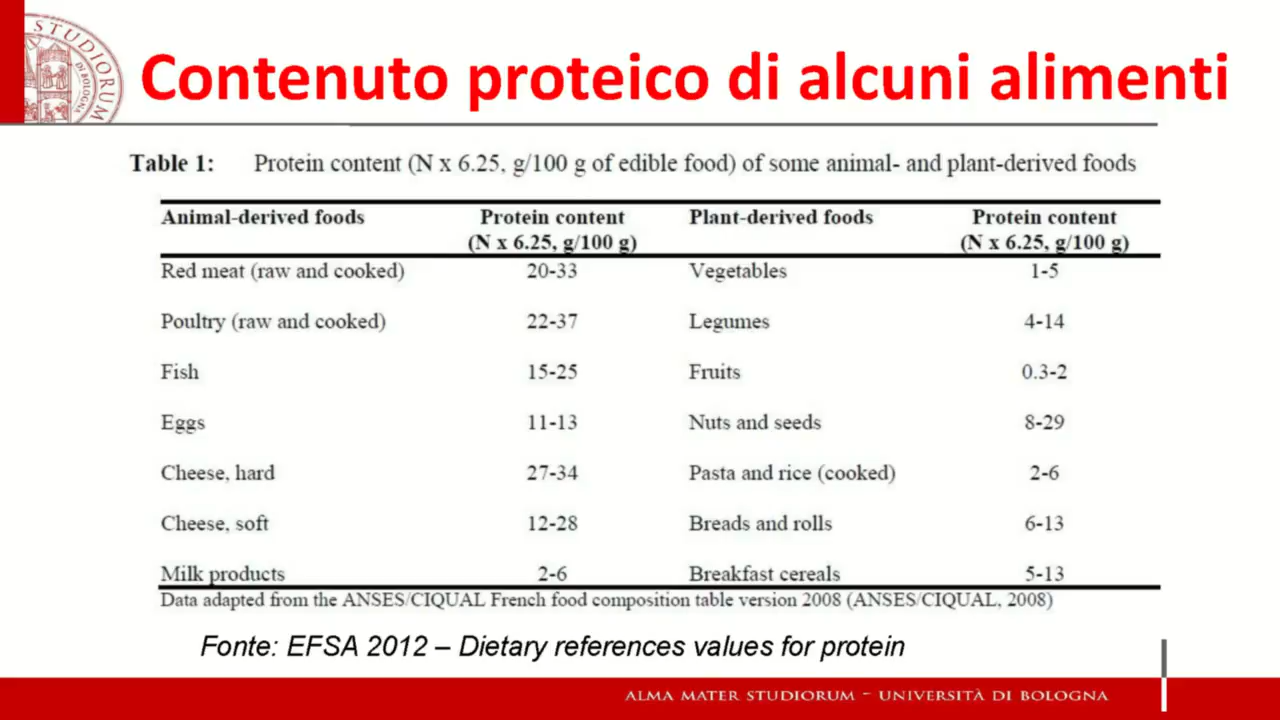 STUDIORUM
DI BOLOGNA
Contenuto proteico di alcuni alimenti
Table 1: Protein content (N x 6.25, g/100 g of edible food) of some animal- and plant-derived foods
Animal-derived foods Protein content (N x 6.25, g/100 g) Plant-derived foods Protein content (N x 6.25, g/100 g)
Red meat (raw and cooked) 20-33 Vegetables 1-5
Poultry (raw and cooked) 22-37 Legumes 4-14
Fish 15-25 Fruits 0.3-2
Eggs 11-13 Nuts and seeds 8-29
Cheese, hard 27-34 Pasta and rice (cooked) 2-6
Cheese, soft 12-28 Breads and rolls 6-13
Milk products 2-6 Breakfast cereals 5-13
Data adapted from the ANSES/CIQUAL French food composition table version 2008 (ANSES/CIQUAL, 2008)
Fonte: EFSA 2012 – Dietary references values for protein
ALMA MATER STUDIORUM - UNIVERSITÀ DI BOLOGNA